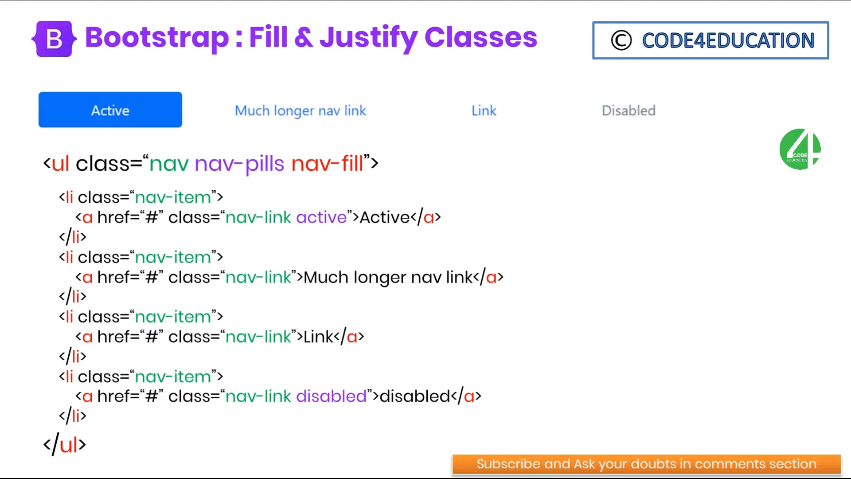 B Bootstrap : Fill & Justify Classes
© CODE4EDUCATION
Active Much longer nav link Link Disabled
4
CODE
EDUCATION
<ul class=“nav nav-pills nav-fill”>
<li class=“nav-item”>
<a href=“#” class=“nav-link active”>Active</a>
</li>
<li class=“nav-item”>
<a href=“#” class=“nav-link”>Much longer nav link</a>
</li>
<li class=“nav-item”>
<a href=“#” class=“nav-link”>Link</a>
</li>
<li class=“nav-item”>
<a href=“#” class=“nav-link disabled”>disabled</a>
</li>
</ul>
Subscribe and Ask your doubts in comments section